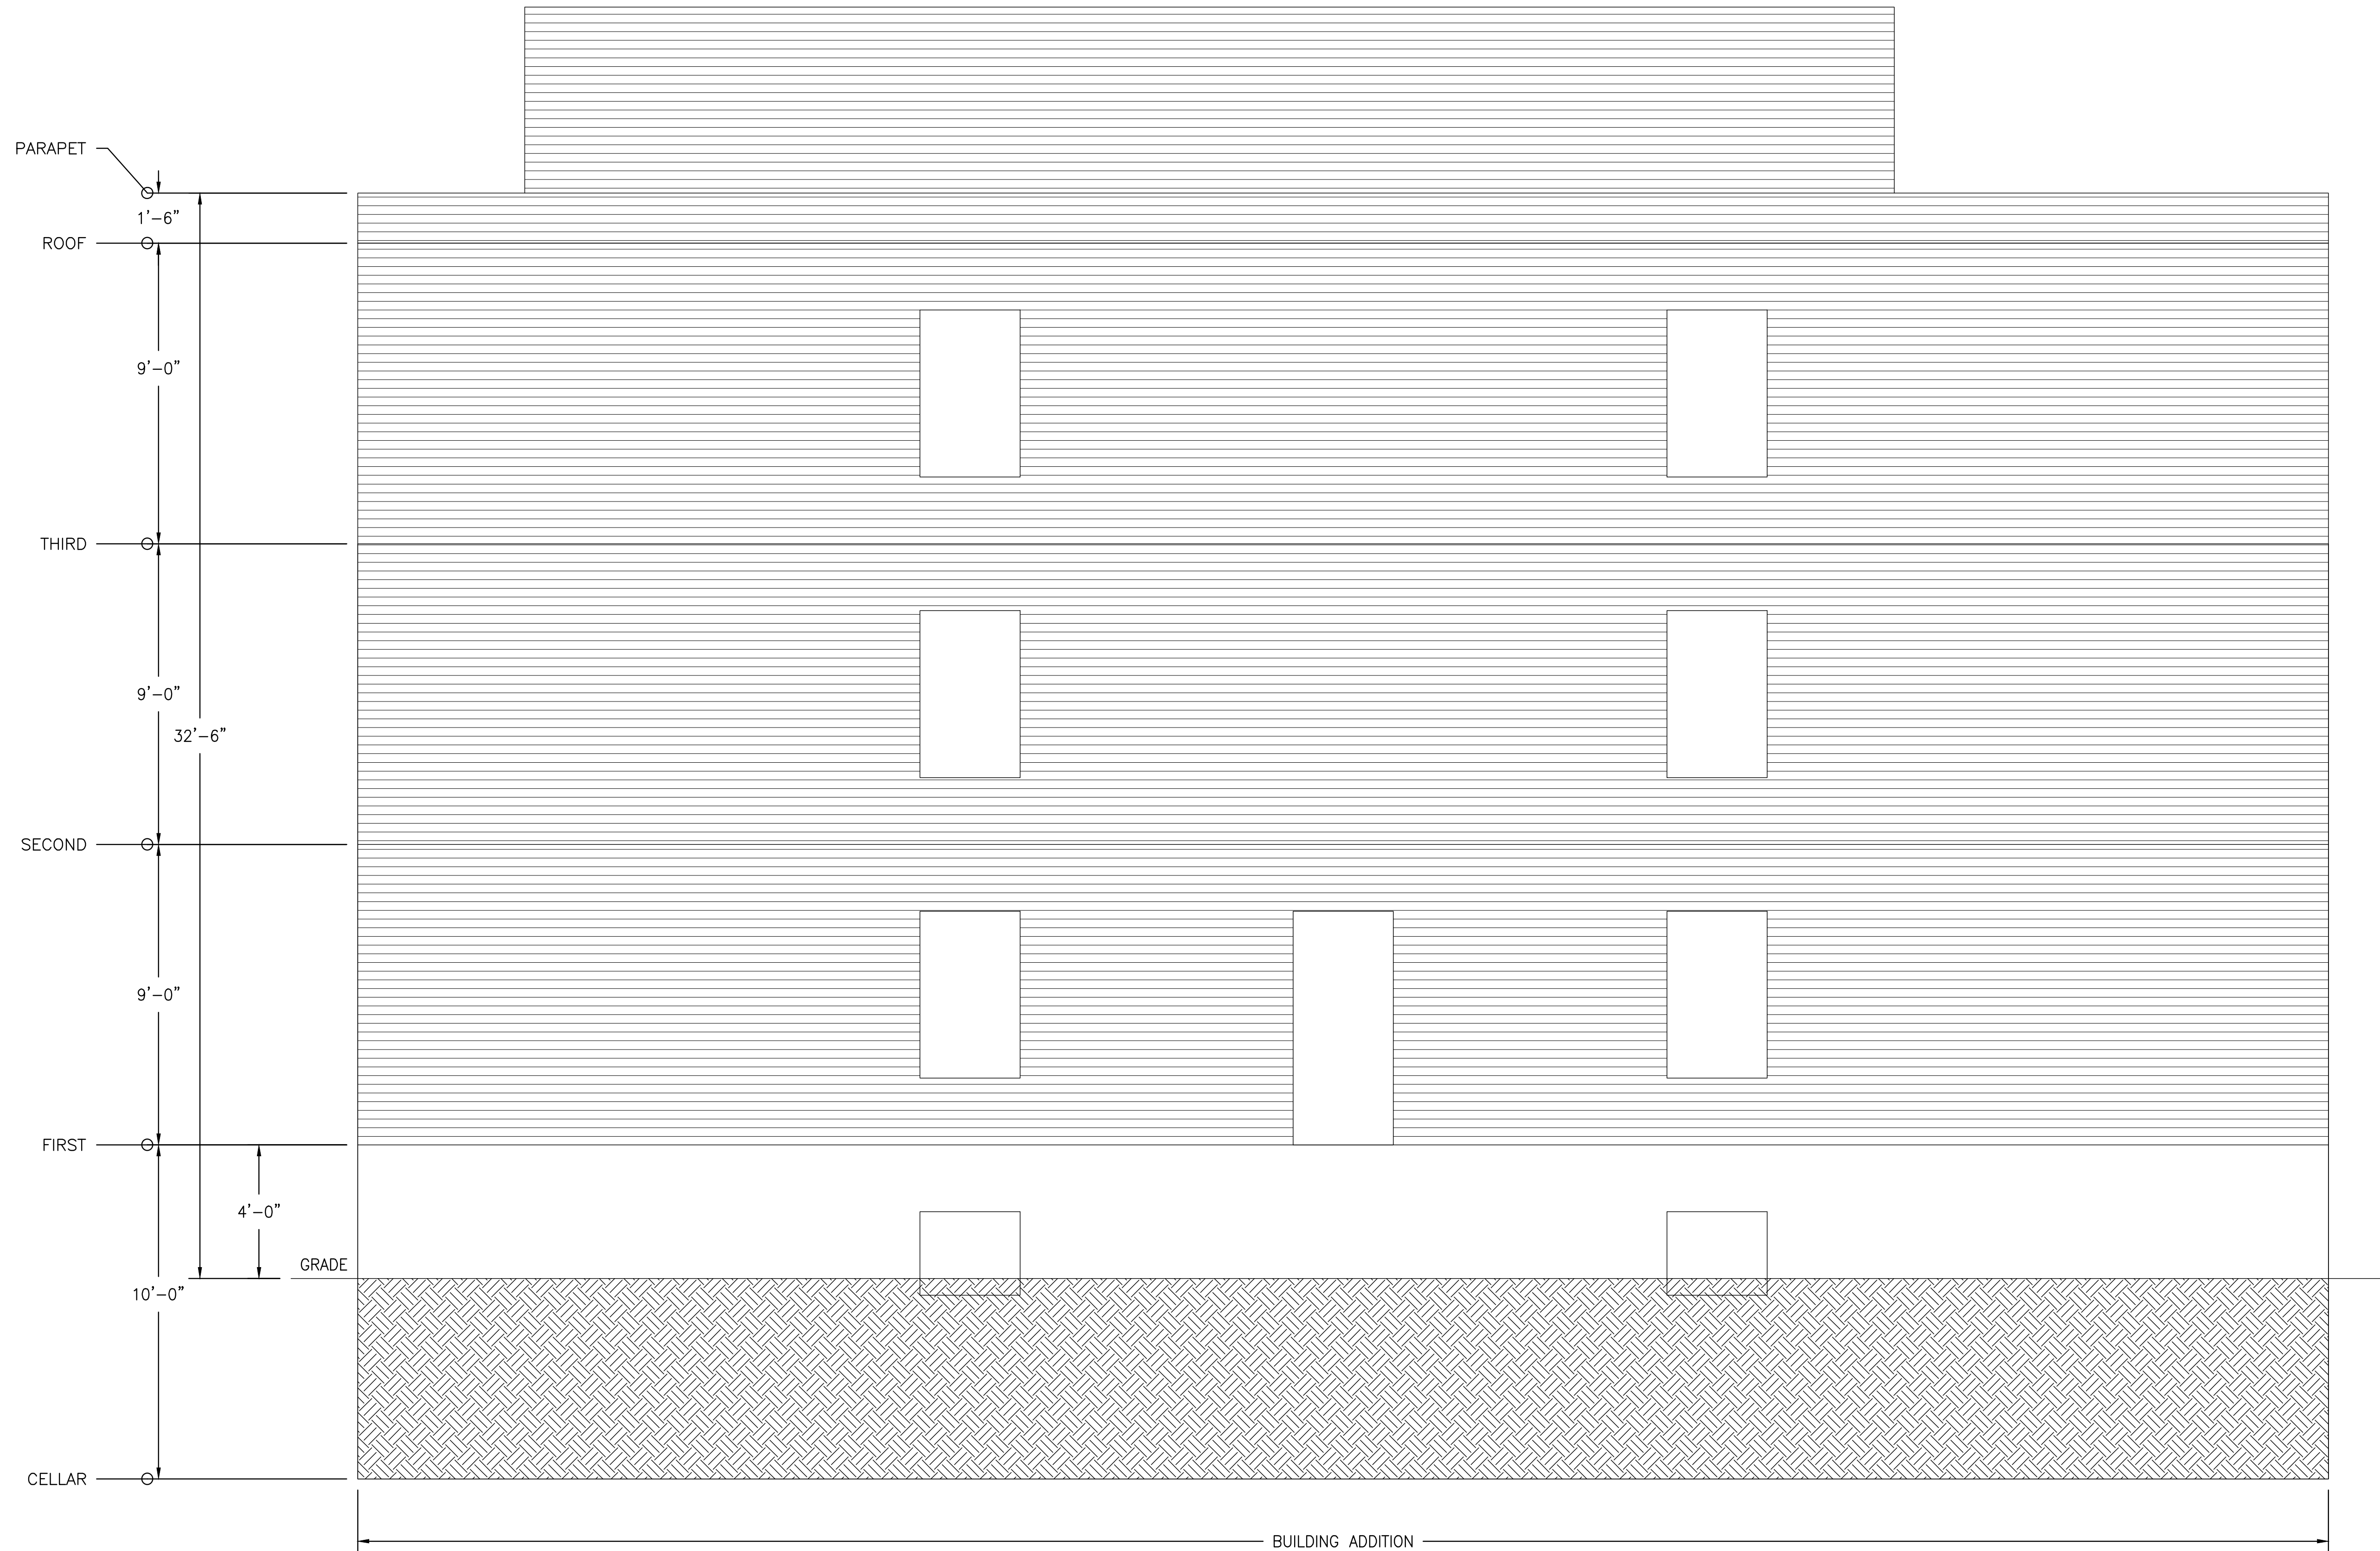 PARAPET
1'-6"
ROOF
9'-0"
THIRD
9'-0"
32'-6"
SECOND
9'-0"
FIRST
4'-0"
GRADE
10'-0"
CELLAR
BUILDING ADDITION